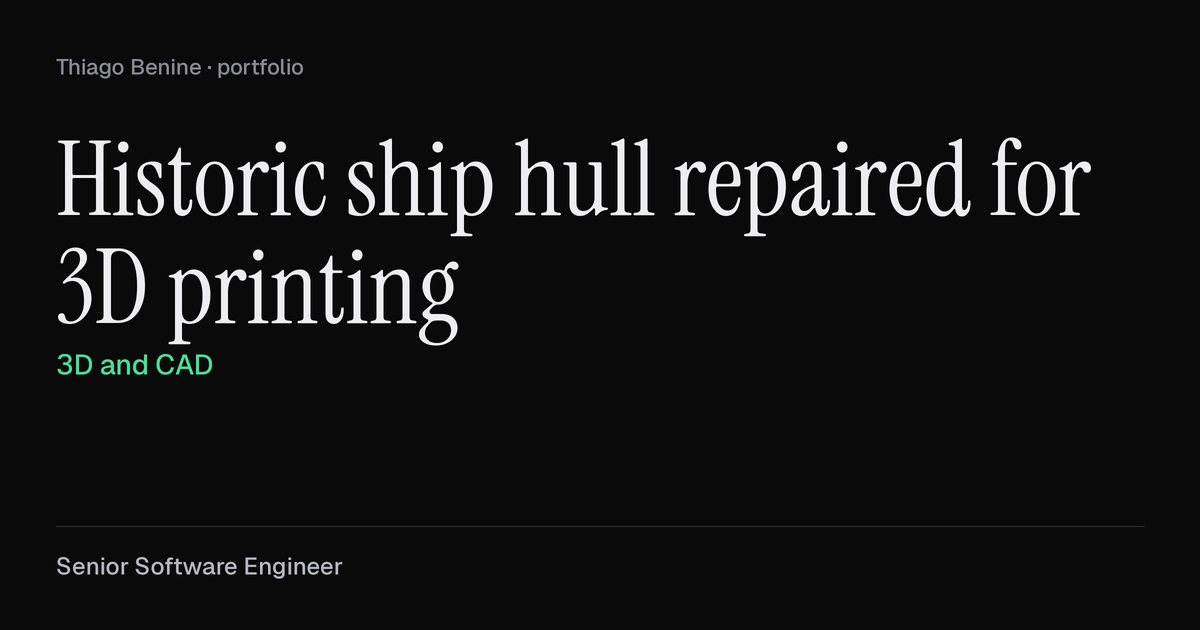 Thiago Benine · portfolio
Historic ship hull repaired for
3D printing
3D and CAD
Senior Software Engineer